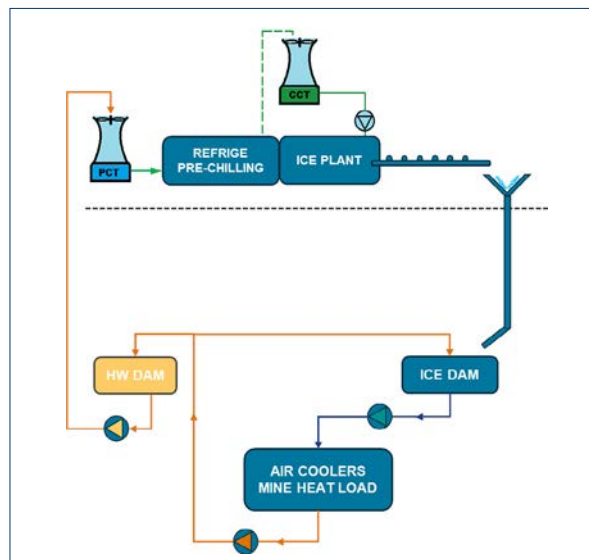 CCT
PCT
REFRIGE
PRE-CHILLING
ICE PLANT
HW DAM
ICE DAM
AIR COOLERS
MINE HEAT LOAD